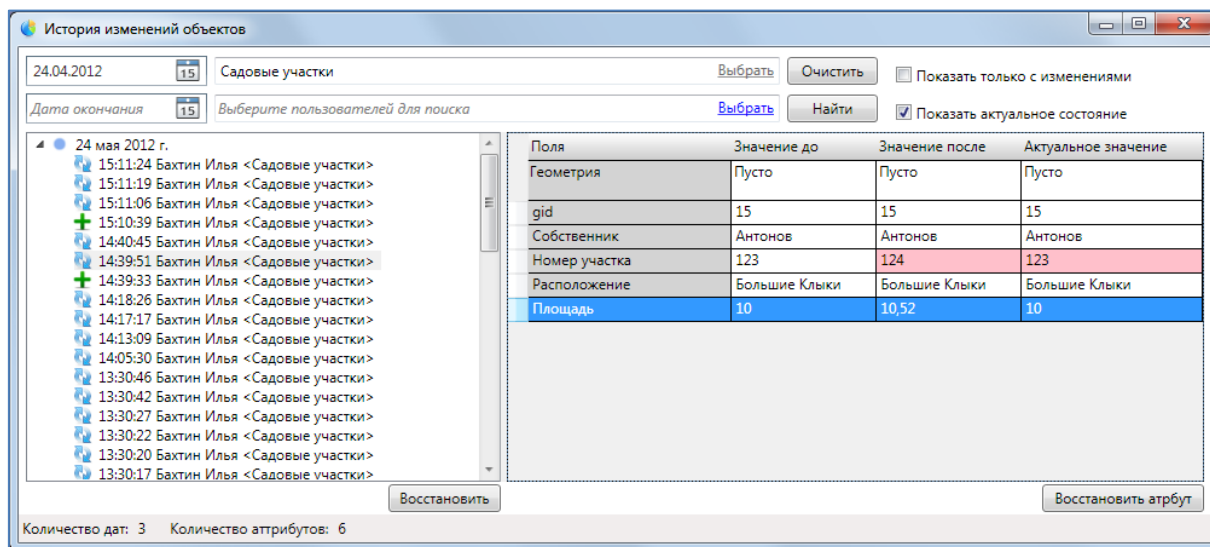 История изменений объектов
24.04.2012 15 Садовые участки Выбрать Очистить Показать только с изменениями
Дата окончания 15 Выберите пользователей для поиска Выбрать Найти Показать актуальное состояние
24 мая 2012 г.
15:11:24 Бахтин Илья <Садовые участки>
15:11:19 Бахтин Илья <Садовые участки>
15:11:06 Бахтин Илья <Садовые участки>
15:10:39 Бахтин Илья <Садовые участки>
14:40:45 Бахтин Илья <Садовые участки>
14:39:51 Бахтин Илья <Садовые участки>
14:39:33 Бахтин Илья <Садовые участки>
14:18:26 Бахтин Илья <Садовые участки>
14:17:17 Бахтин Илья <Садовые участки>
14:13:09 Бахтин Илья <Садовые участки>
14:05:30 Бахтин Илья <Садовые участки>
13:30:46 Бахтин Илья <Садовые участки>
13:30:42 Бахтин Илья <Садовые участки>
13:30:27 Бахтин Илья <Садовые участки>
13:30:22 Бахтин Илья <Садовые участки>
13:30:20 Бахтин Илья <Садовые участки>
13:30:17 Бахтин Илья <Садовые участки>
Восстановить
Поля Значение до Значение после Актуальное значение
Геометрия Пусто Пусто Пусто
gid 15 15 15
Собственник Антонов Антонов Антонов
Номер участка 123 124 123
Расположение Большие Клыки Большие Клыки Большие Клыки
Площадь 10 10,52 10
Восстановить атрбут
Количество дат: 3 Количество аттрибутов: 6